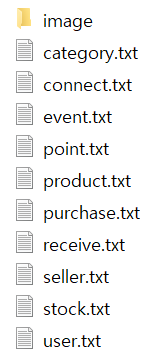 image
category.txt
connect.txt
event.txt
point.txt
product.txt
purchase.txt
receive.txt
seller.txt
stock.txt
user.txt